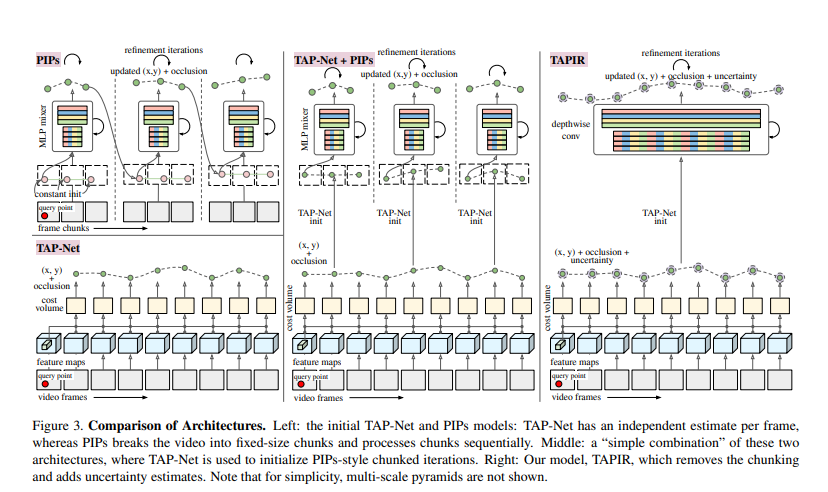 PIPs
refinement iterations
updated (x,y) + occlusion
MLP mixer
constant init
query point
frame chunks
TAP-Net
(x, y)
+
occlusion
cost
volume
feature maps
query point
video frames
TAP-Net + PIPs
refinement iterations
updated (x,y) + occlusion
MLP mixer
TAP-Net
init
TAP-Net
init
TAP-Net
init
(x, y)
+
occlusion
cost volume
feature maps
query point
video frames
TAPIR
refinement iterations
updated (x, y) + occlusion + uncertainty
depthwise
conv
TAP-Net
init
(x, y) + occlusion +
uncertainty
cost volume
feature maps
query point
video frames
Figure 3. Comparison of Architectures. Left: the initial TAP-Net and PIPs models: TAP-Net has an independent estimate per frame,
whereas PIPs breaks the video into fixed-size chunks and processes chunks sequentially. Middle: a “simple combination” of these two
architectures, where TAP-Net is used to initialize PIPs-style chunked iterations. Right: Our model, TAPIR, which removes the chunking
and adds uncertainty estimates. Note that for simplicity, multi-scale pyramids are not shown.